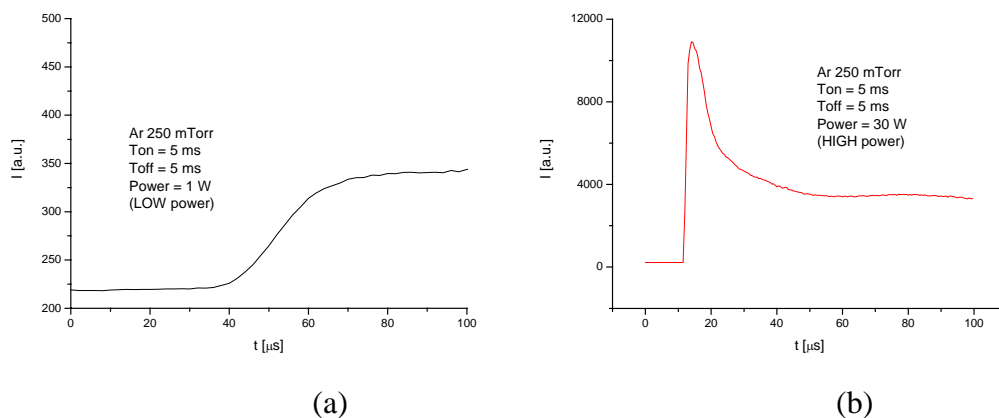 500
450
400
350
300
250
200
I [a.u.]
Ar 250 mTorr
Ton = 5 ms
Toff = 5 ms
Power = 1 W
(LOW power)
0 20 40 60 80 100
t [μs]
(a)
12000
8000
4000
0
I [a.u.]
Ar 250 mTorr
Ton = 5 ms
Toff = 5 ms
Power = 30 W
(HIGH power)
0 20 40 60 80 100
t [μs]
(b)